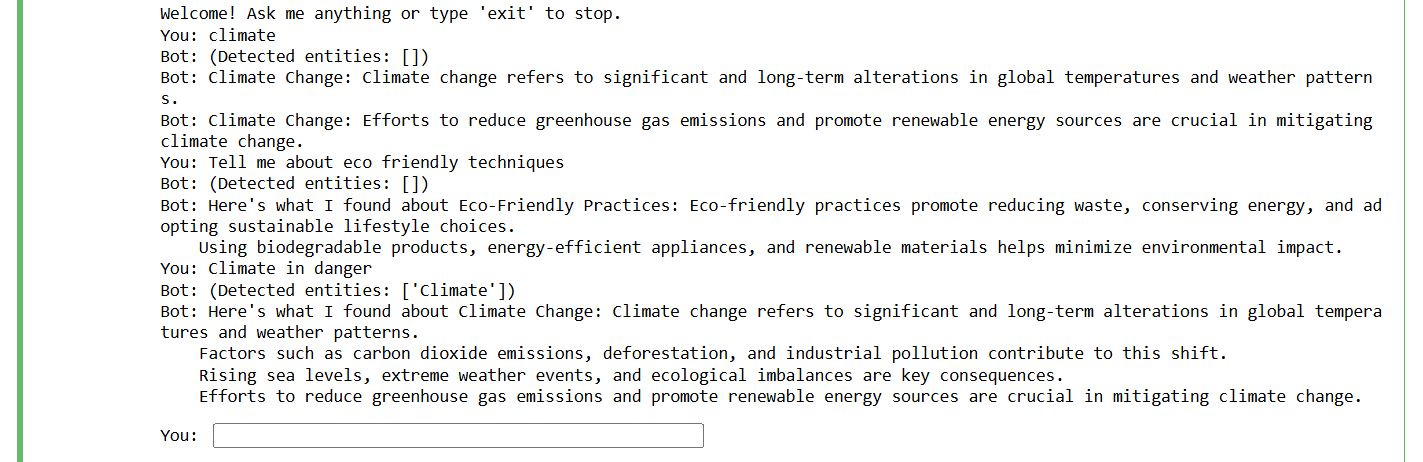 Welcome! Ask me anything or type 'exit' to stop.
You: climate
Bot: (Detected entities: [])
Bot: Climate Change: Climate change refers to significant and long-term alterations in global temperatures and weather pattern
s.
Bot: Climate Change: Efforts to reduce greenhouse gas emissions and promote renewable energy sources are crucial in mitigating
climate change.
You: Tell me about eco friendly techniques
Bot: (Detected entities: [])
Bot: Here's what I found about Eco-Friendly Practices: Eco-friendly practices promote reducing waste, conserving energy, and ad
opting sustainable lifestyle choices.
Using biodegradable products, energy-efficient appliances, and renewable materials helps minimize environmental impact.
You: Climate in danger
Bot: (Detected entities: ['Climate'])
Bot: Here's what I found about Climate Change: Climate change refers to significant and long-term alterations in global tempera
tures and weather patterns.
Factors such as carbon dioxide emissions, deforestation, and industrial pollution contribute to this shift.
Rising sea levels, extreme weather events, and ecological imbalances are key consequences.
Efforts to reduce greenhouse gas emissions and promote renewable energy sources are crucial in mitigating climate change.
You: